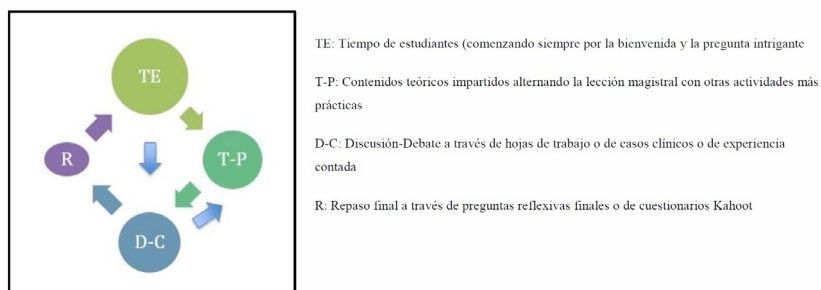 TE
T-P
D-C
R
TE: Tiempo de estudiantes (comenzando siempre por la bienvenida y la pregunta intrigante
T-P: Contenidos teóricos impartidos alternando la lección magistral con otras actividades más
prácticas
D-C: Discusión-Debate a través de hojas de trabajo o de casos clínicos o de experiencia
contada
R: Repaso final a través de preguntas reflexivas finales o de cuestionarios Kahoot